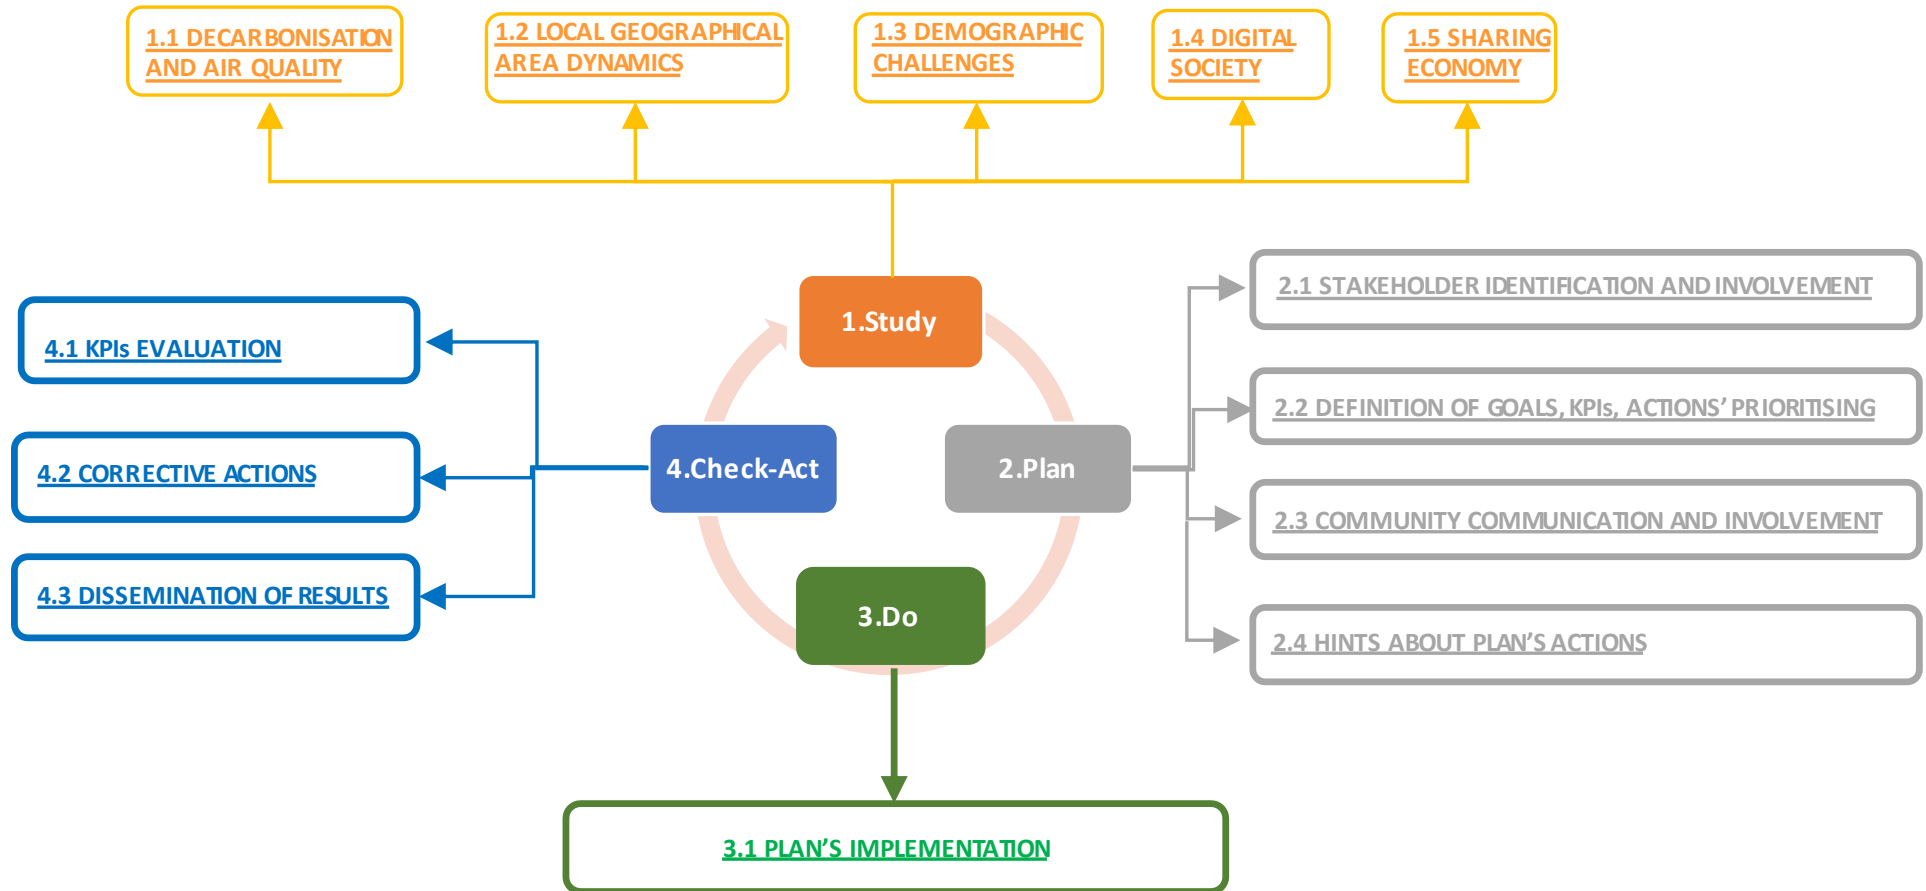 1.1 DECARBONISATION
AND AIR QUALITY
1.2 LOCAL GEOGRAPHICAL
AREA DYNAMICS
1.3 DEMOGRAPHIC
CHALLENGES
1.4 DIGITAL
SOCIETY
1.5 SHARING
ECONOMY
1.Study
2.1 STAKEHOLDER IDENTIFICATION AND INVOLVEMENT
4.1 KPIs EVALUATION
2.2 DEFINITION OF GOALS, KPIs, ACTIONS’ PRIORITISING
4.Check-Act
2.Plan
4.2 CORRECTIVE ACTIONS
2.3 COMMUNITY COMMUNICATION AND INVOLVEMENT
4.3 DISSEMINATION OF RESULTS
3.Do
2.4 HINTS ABOUT PLAN’S ACTIONS
3.1 PLAN’S IMPLEMENTATION